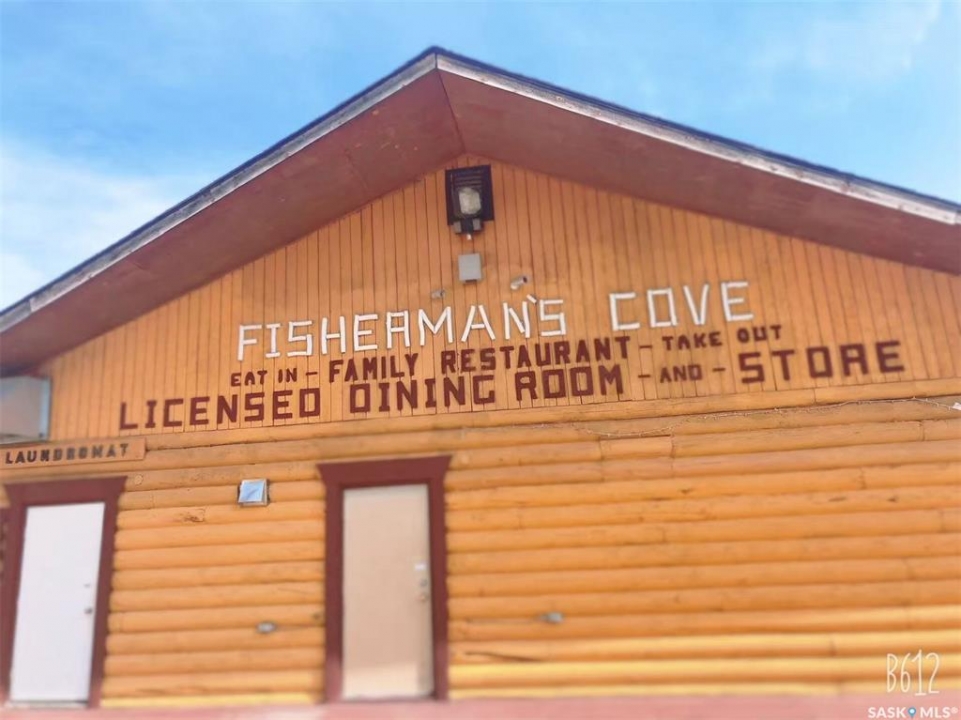 FISHERMAN'S COVE
EAT IN - FAMILY RESTAURANT - TAKE OUT
LICENSED DINING ROOM - AND - STORE
LAUNDROMAT
B612
SASK MLS®